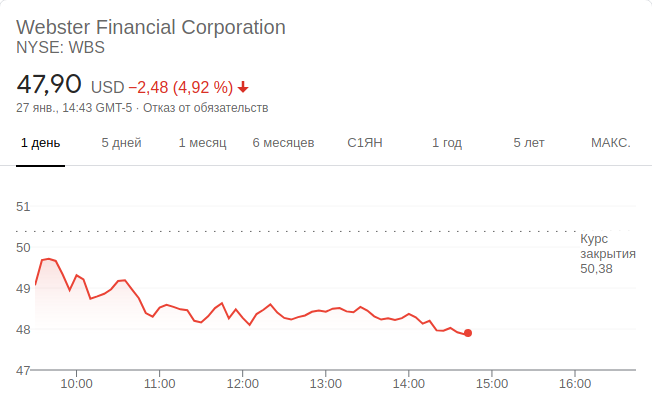 Webster Financial Corporation
NYSE: WBS
47,90 USD −2,48 (4,92 %)
27 янв., 14:43 GMT-5 · Отказ от обязательств
1 день 5 дней 1 месяц 6 месяцев С1ЯН 1 год 5 лет МАКС.
51
50
49
48
47
Курс
закрытия
50,38
10:00 11:00 12:00 13:00 14:00 15:00 16:00